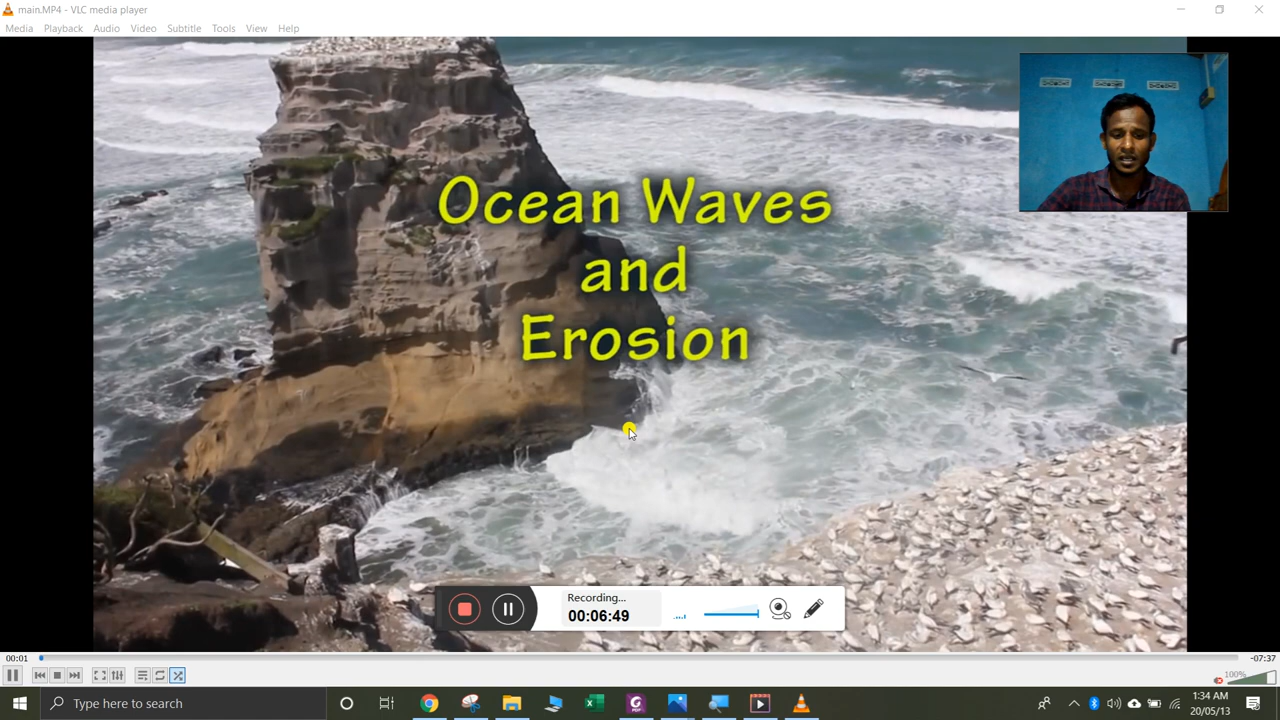 main.MP4 - VLC media player
Media Playback Audio Video Subtitle Tools View Help
Ocean Waves
and
Erosion
Recording...
00:06:49
00:01
-07:37
100%
Type here to search
1:34 AM
20/05/13